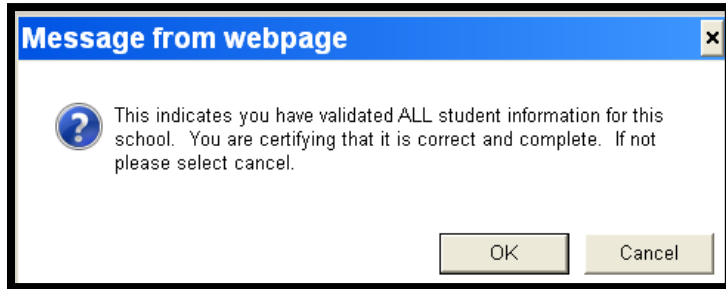 Message from webpage
This indicates you have validated ALL student information for this
school.  You are certifying that it is correct and complete.  If not
please select cancel.
OK
Cancel